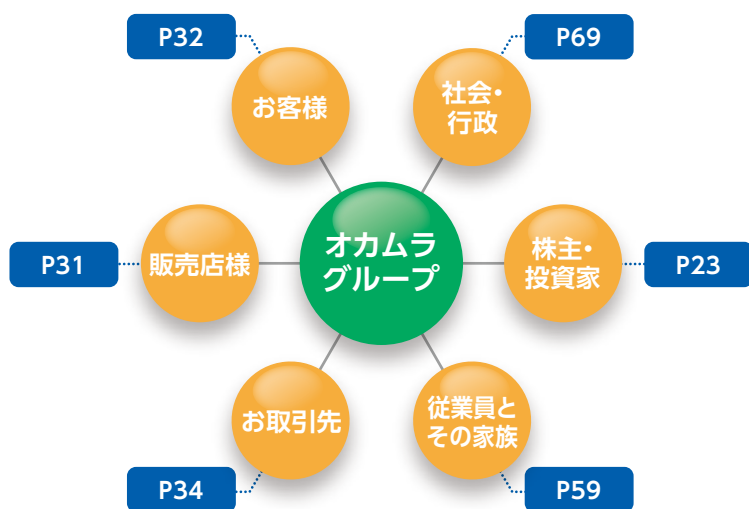 P32
お客様
P69
社会・
行政
P31
販売店様
オカムラ
グループ
株主・
投資家
P23
お取引先
P34
従業員と
その家族
P59